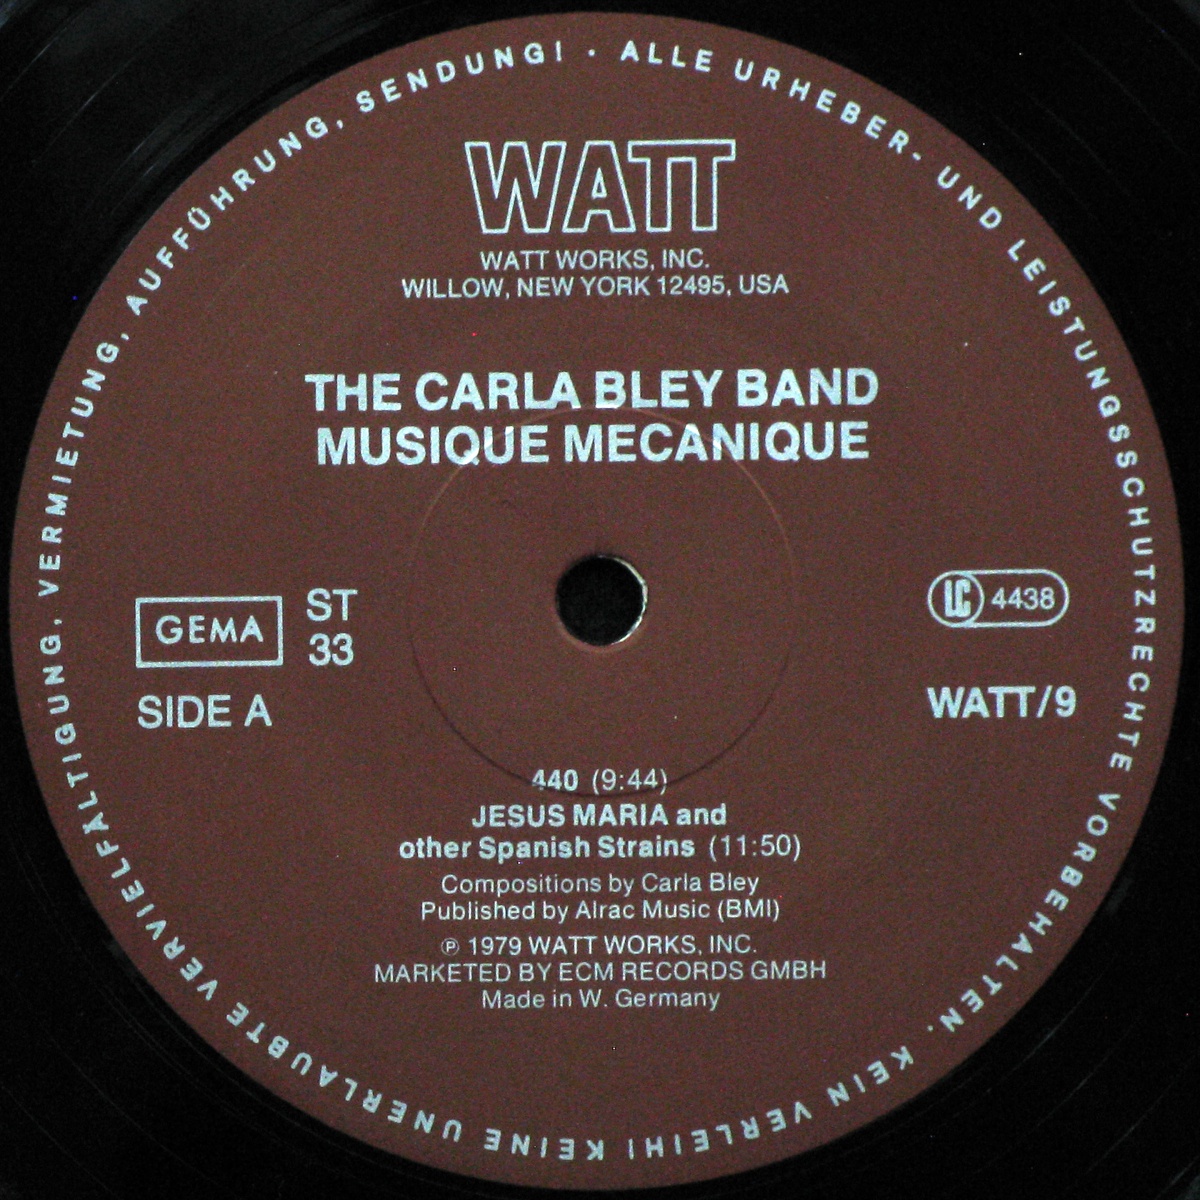 WATT
WATT WORKS, INC.
WILLOW, NEW YORK 12495, USA
THE CARLA BLEY BAND
MUSIQUE MECANIQUE
GEMA
ST
33
SIDE A
LC 4438
WATT/9
440 (9:44)
JESUS MARIA and
other Spanish Strains (11:50)
Compositions by Carla Bley
Published by Alrac Music (BMI)
Ⓟ 1979 WATT WORKS, INC.
MARKETED BY ECM RECORDS GMBH
Made in W. Germany
ALLE URHEBER- UND LEISTUNGSSCHUTZRECHTE VORBEHALTEN. KEIN VERLEIH! KEINE UNERLAUBTE VERVIELFÄLTIGUNG, VERMIETUNG, AUFFÜHRUNG, SENDUNG! ·